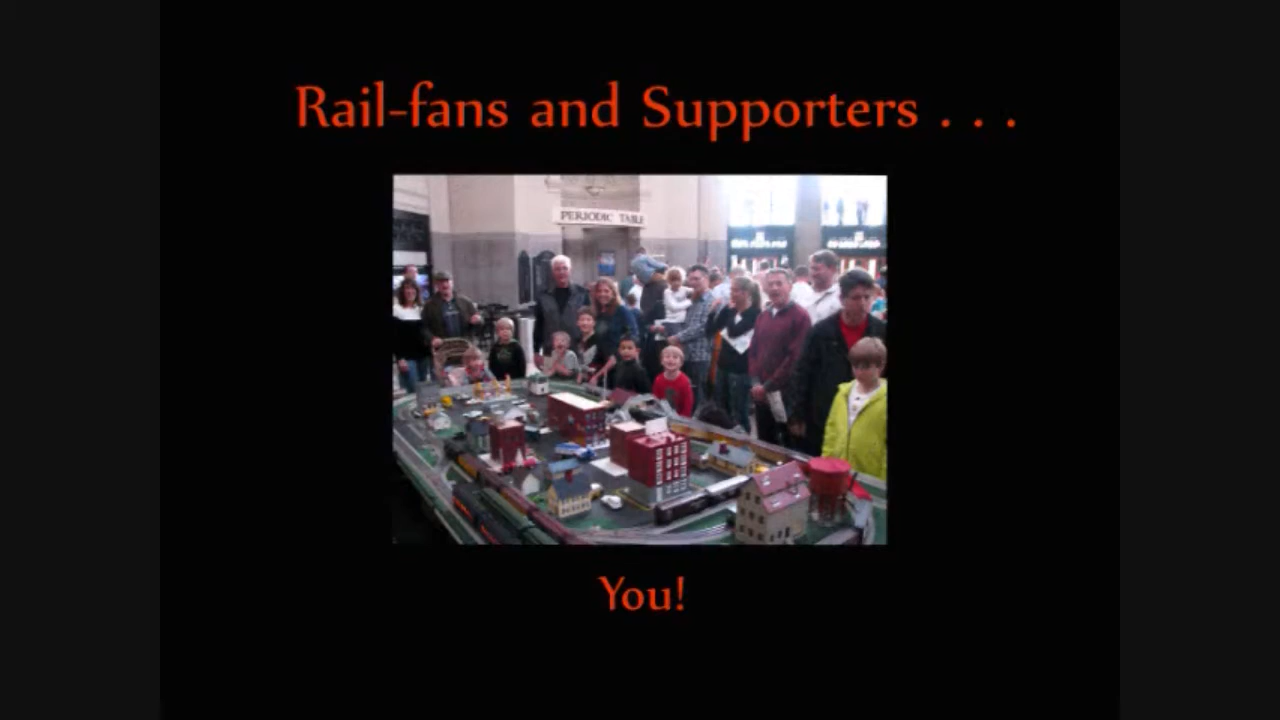 Rail-fans and Supporters . . .
PERIODIC TABLE
You!